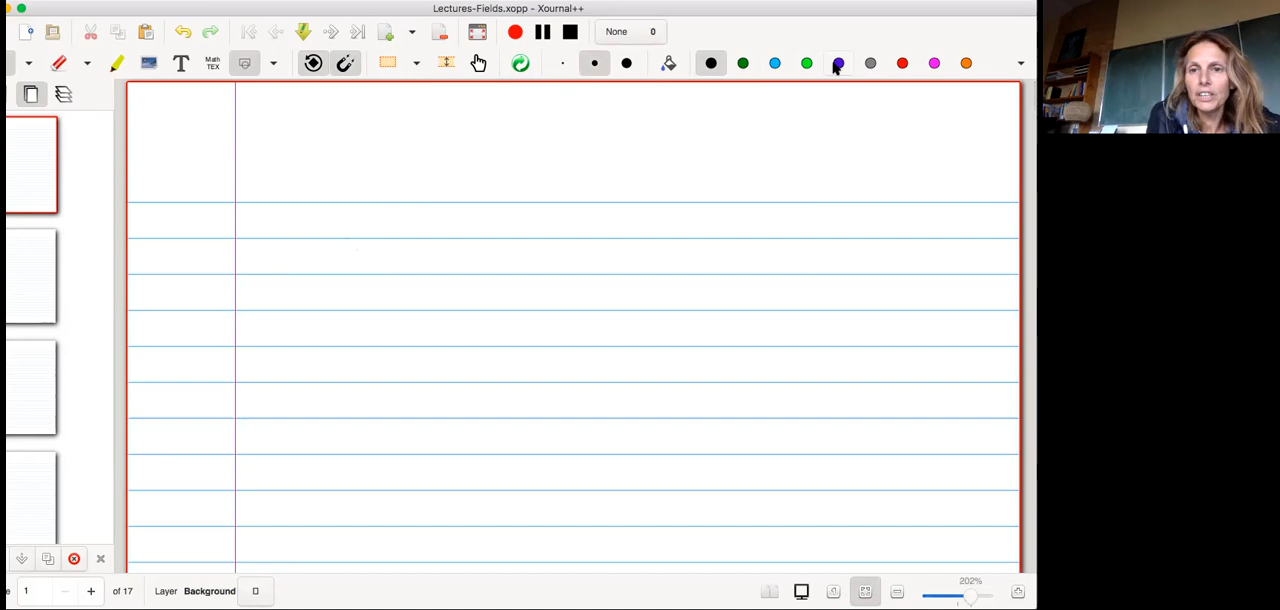 Lectures-Fields.xopp - Xournal++
None 0
T Math TEX
202%
1 of 17 Layer Background